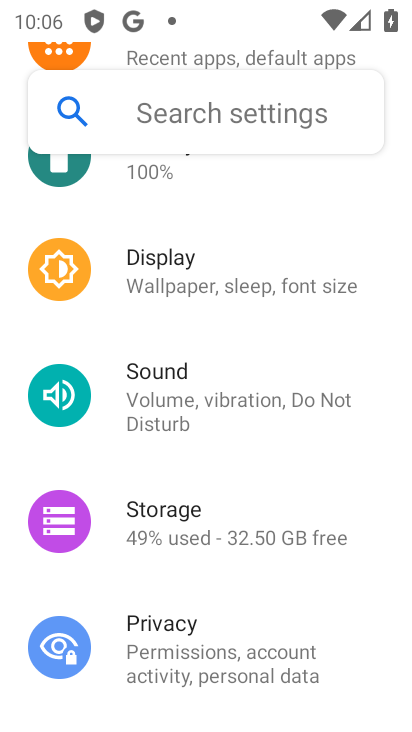 10:06
Recent apps, default apps
Search settings
100%
Display
Wallpaper, sleep, font size
Sound
Volume, vibration, Do Not
Disturb
Storage
49% used - 32.50 GB free
Privacy
Permissions, account
activity, personal data